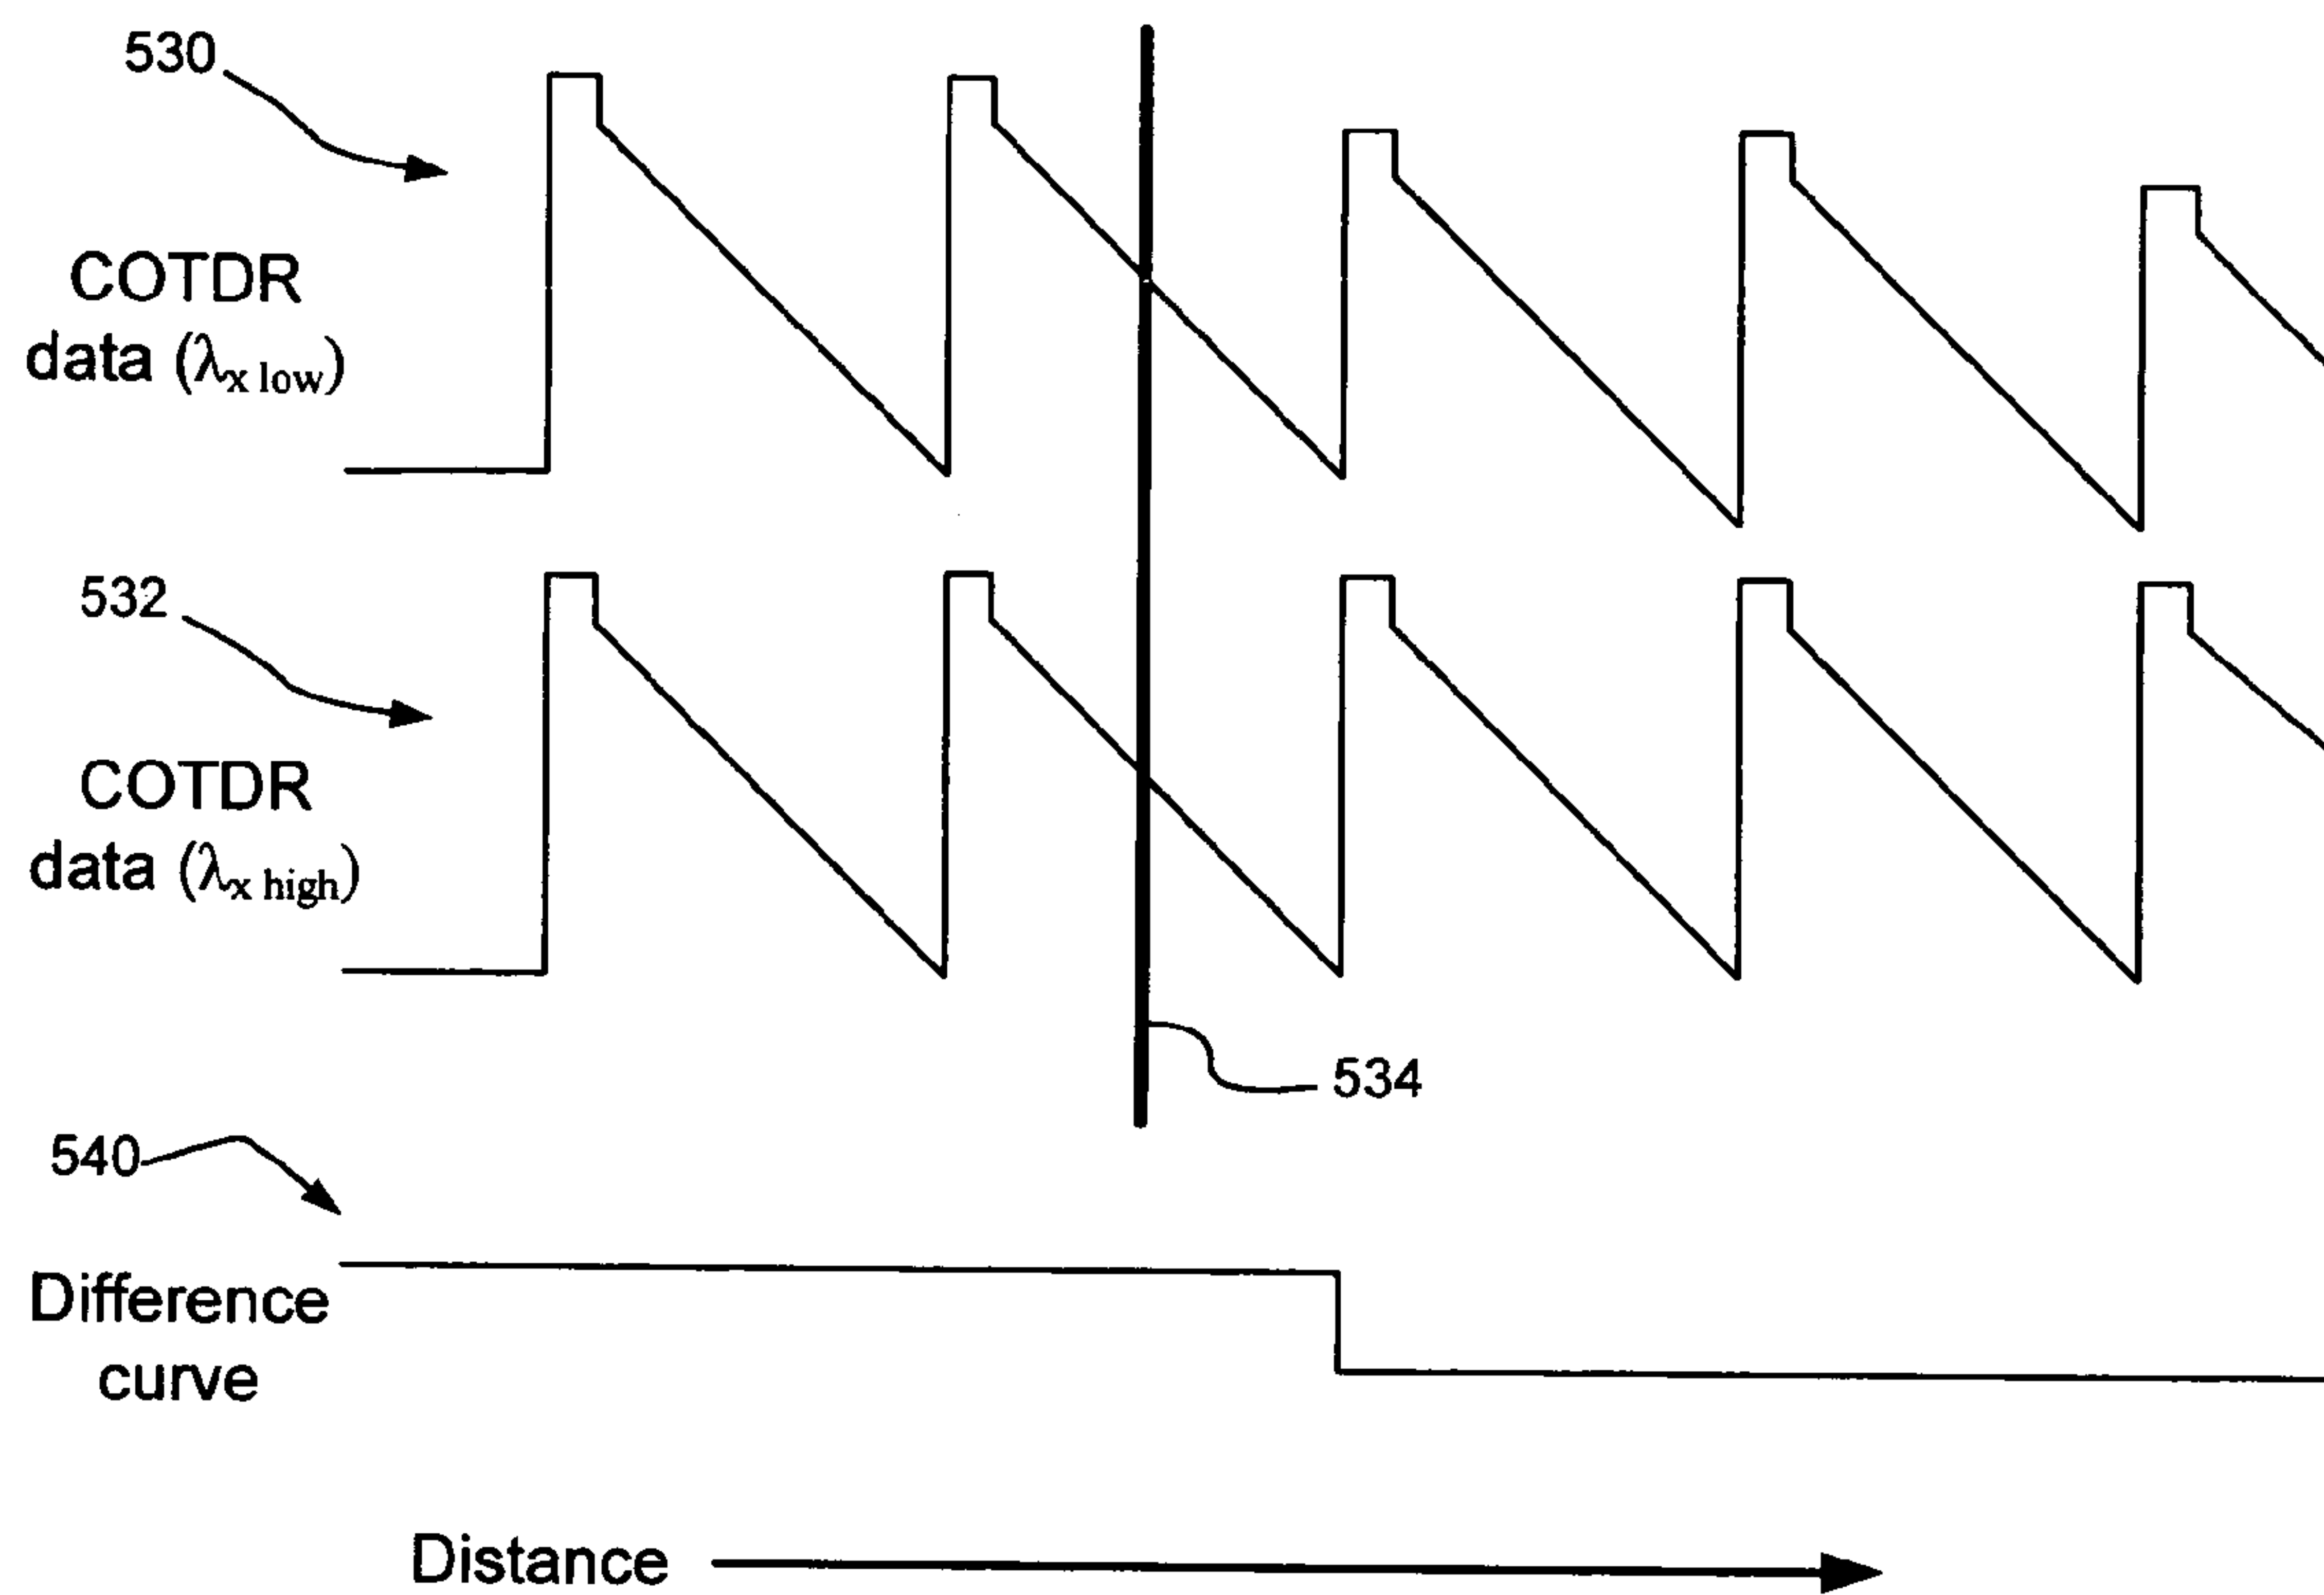 530
COTDR
data (λx low)
532
COTDR
data (λx high)
534
540
Difference
curve
Distance